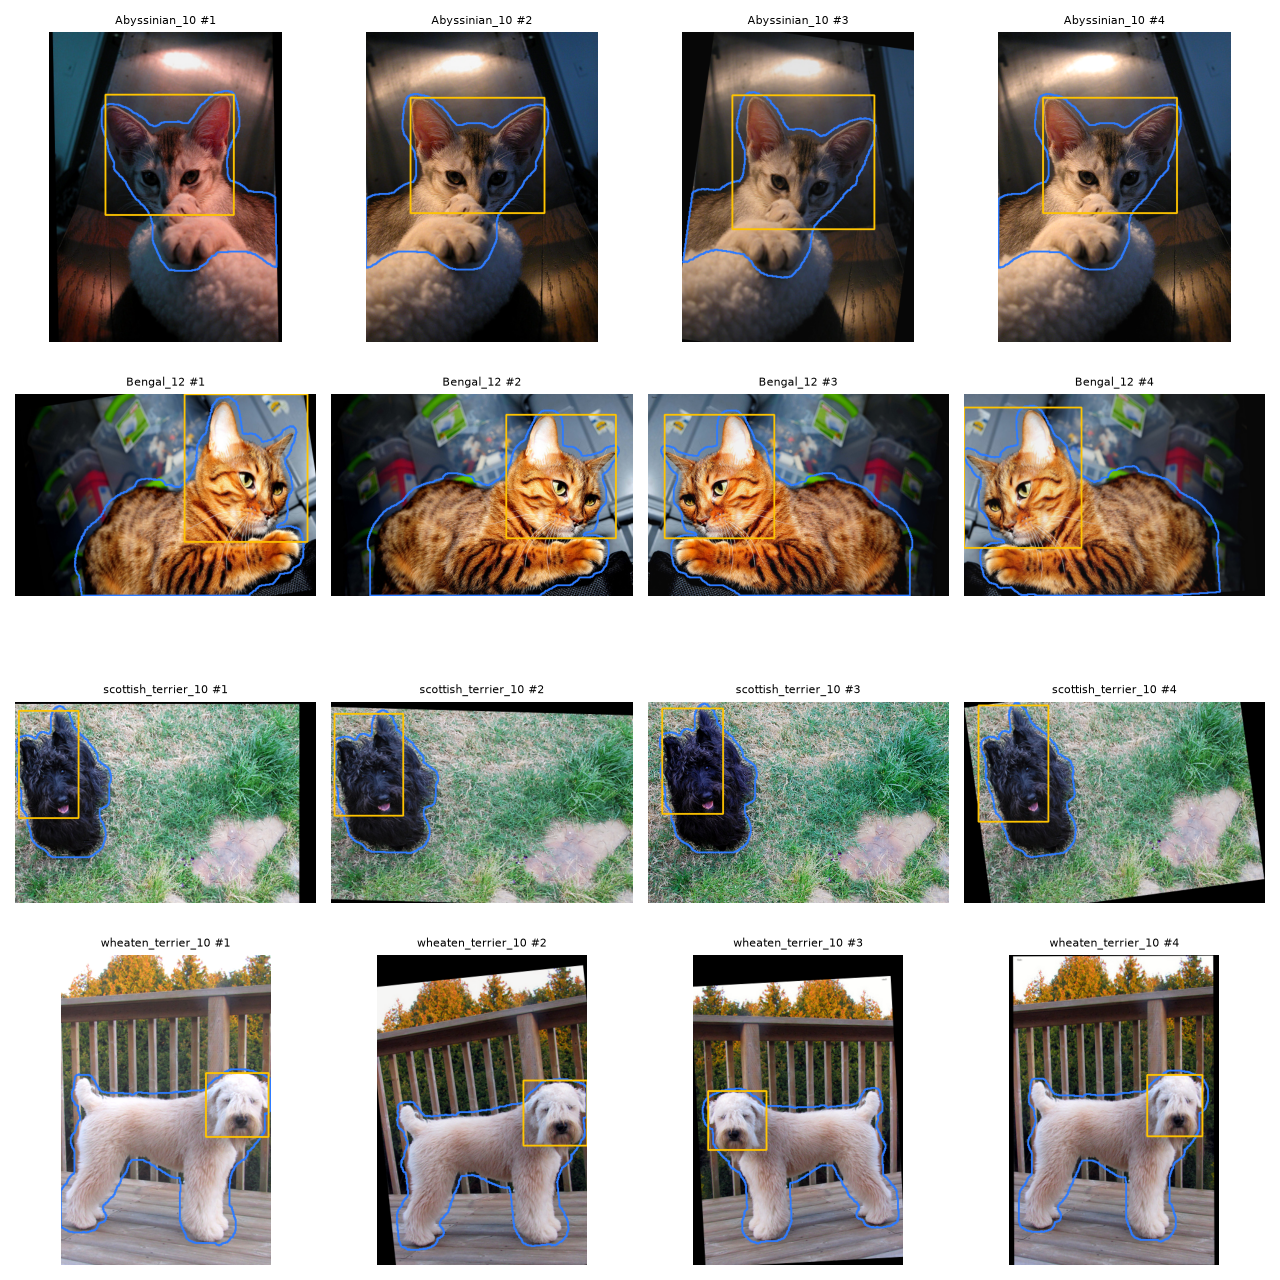 Abyssinian_10 #1
Abyssinian_10 #2
Abyssinian_10 #3
Abyssinian_10 #4
Bengal_12 #1
Bengal_12 #2
Bengal_12 #3
Bengal_12 #4
scottish_terrier_10 #1
scottish_terrier_10 #2
scottish_terrier_10 #3
scottish_terrier_10 #4
wheaten_terrier_10 #1
wheaten_terrier_10 #2
wheaten_terrier_10 #3
wheaten_terrier_10 #4